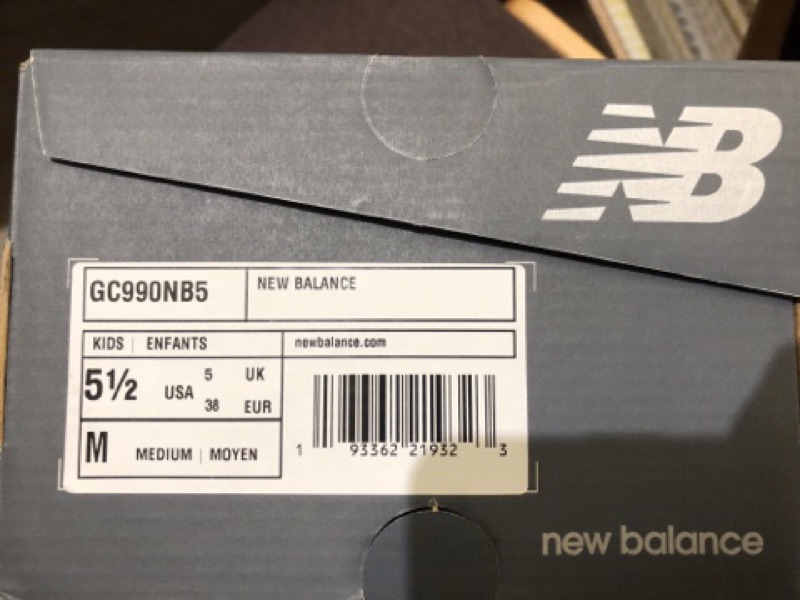 NB
GC990NB5
NEW BALANCE
KIDS | ENFANTS
newbalance.com
5½ USA 5 UK
38 EUR
M MEDIUM | MOYEN
1 93362 21932 3
new balance